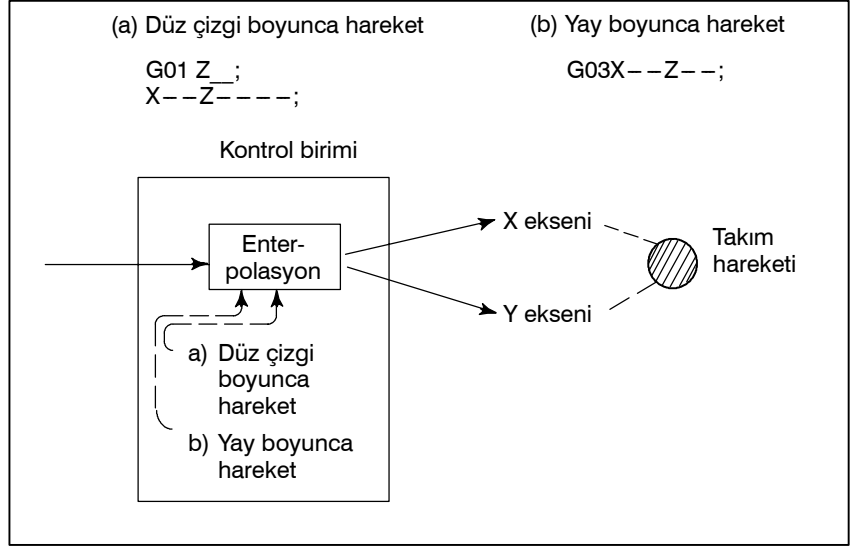 (a) Düz çizgi boyunca hareket
(b) Yay boyunca hareket
G01 Z__;
X−−Z−−−−;
G03X−−Z−−;
Kontrol birimi
Enter-
polasyon
X ekseni
Y ekseni
Takım
hareketi
a) Düz çizgi
boyunca
hareket
b) Yay boyunca
hareket